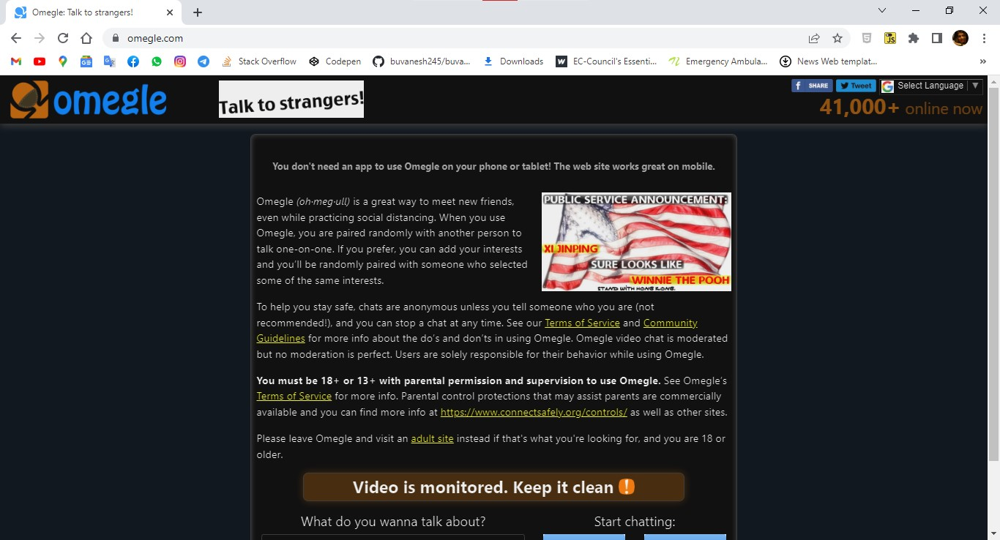 Omegle: Talk to strangers!
omegle.com
Stack Overflow
Codepen
buvanesh245/buva...
Downloads
EC-Council's Essenti...
Emergency Ambula...
News Web templat...
»
omegle
Talk to strangers!
SHARE
Tweet
Select Language
41,000+ online now
You don't need an app to use Omegle on your phone or tablet! The web site works great on mobile.
Omegle (oh·meg·ull) is a great way to meet new friends,
even while practicing social distancing. When you use
Omegle, you are paired randomly with another person to
talk one-on-one. If you prefer, you can add your interests
and you'll be randomly paired with someone who selected
some of the same interests.
PUBLIC SERVICE ANNOUNCEMENT:
XI JINPING
SURE LOOKS LIKE
WINNIE THE POOH
STAND WITH HONG KONG.
To help you stay safe, chats are anonymous unless you tell someone who you are (not
recommended!), and you can stop a chat at any time. See our Terms of Service and Community
Guidelines for more info about the do's and don'ts in using Omegle. Omegle video chat is moderated
but no moderation is perfect. Users are solely responsible for their behavior while using Omegle.
You must be 18+ or 13+ with parental permission and supervision to use Omegle. See Omegle's
Terms of Service for more info. Parental control protections that may assist parents are commercially
available and you can find more info at https://www.connectsafely.org/controls/ as well as other sites.
Please leave Omegle and visit an adult site instead if that's what you're looking for, and you are 18 or
older.
Video is monitored. Keep it clean !
What do you wanna talk about?
Start chatting: